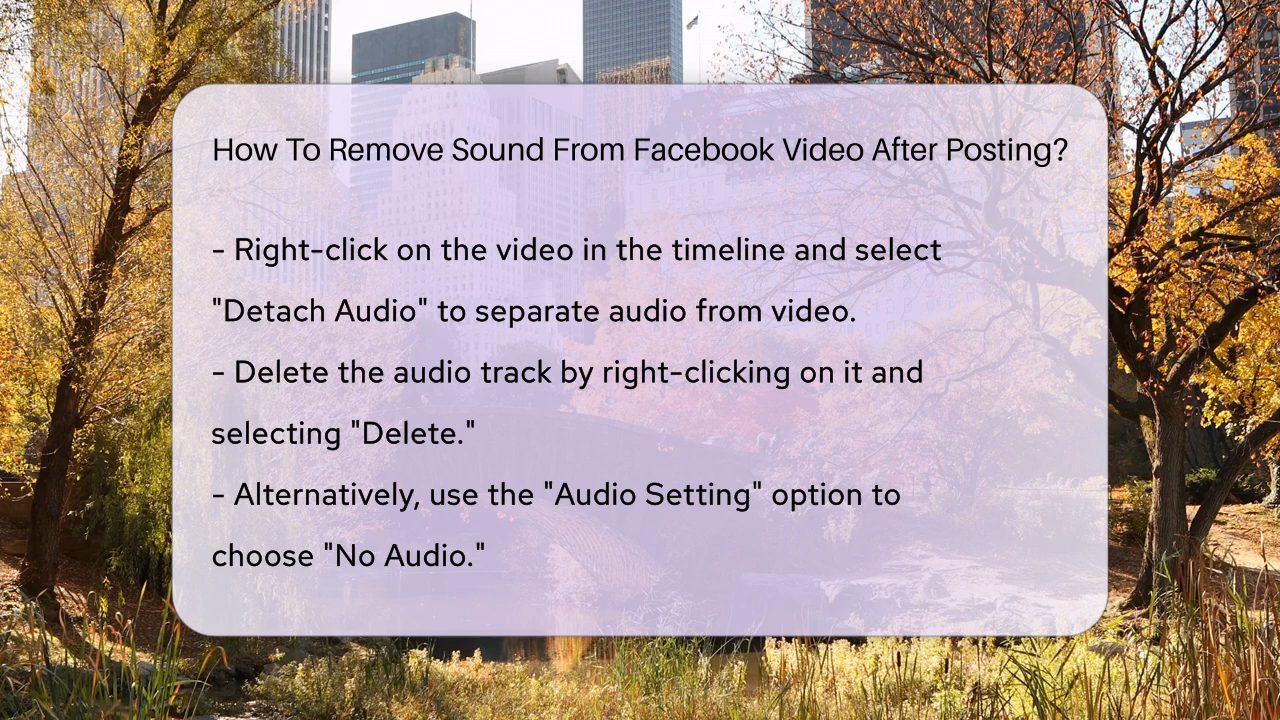 How To Remove Sound From Facebook Video After Posting?
- Right-click on the video in the timeline and select
"Detach Audio" to separate audio from video.
- Delete the audio track by right-clicking on it and
selecting "Delete."
- Alternatively, use the "Audio Setting" option to
choose "No Audio."